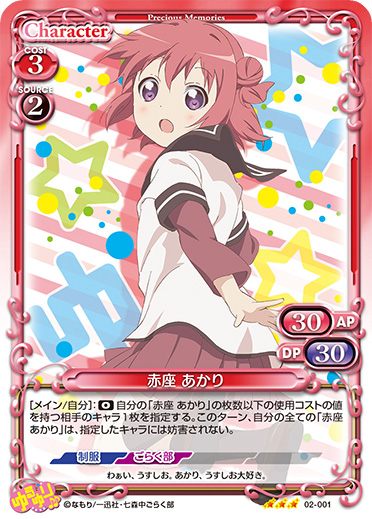 Precious Memories
Character
COST
3
SOURCE
2
ゆ
30 AP
DP 30
赤座 あかり
[メイン/自分]:自分の「赤座 あかり」の枚数以下の使用コストの値
を持つ相手のキャラ1枚を指定する。このターン、自分の全ての「赤座
あかり」は、指定したキャラには妨害されない。
制服 ごらく部
わぁい、うすしお。あかり、うすしお大好き。
ゆるゆり
©なもり/一迅社・七森中ごらく部
02-001